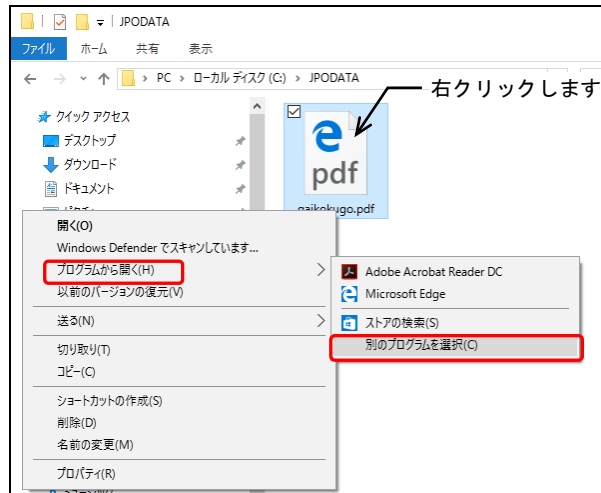 JPODATA
ファイル ホーム 共有 表示
PC > ローカル ディスク (C:) > JPODATA
右クリックします
クイック アクセス
デスクトップ
ダウンロード
ドキュメント
pdf
gaikokugo.pdf
開く(O)
Windows Defender でスキャンしています...
プログラムから開く(H)
以前のバージョンの復元(V)
送る(N)
切り取り(T)
コピー(C)
ショートカットの作成(S)
削除(D)
名前の変更(M)
プロパティ(R)
Adobe Acrobat Reader DC
Microsoft Edge
ストアの検索(S)
別のプログラムを選択(C)